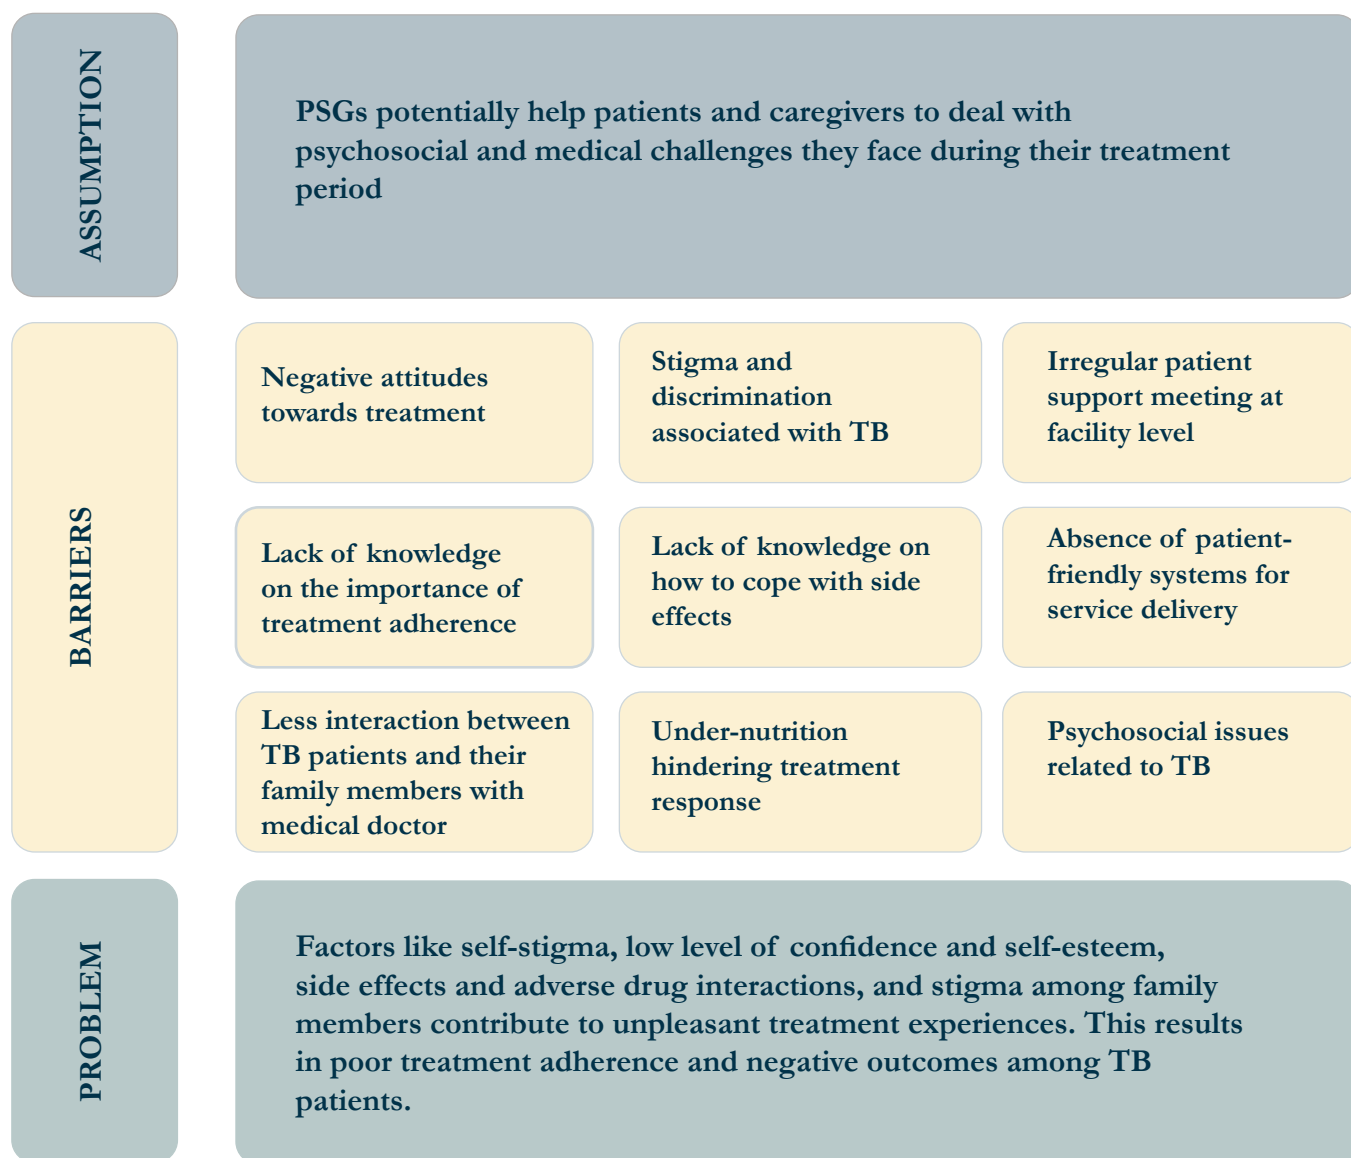 ASSUMPTION
PSGs potentially help patients and caregivers to deal with
psychosocial and medical challenges they face during their treatment
period
BARRIERS
Negative attitudes
towards treatment
Stigma and
discrimination
associated with TB
Irregular patient
support meeting at
facility level
Lack of knowledge
on the importance of
treatment adherence
Lack of knowledge on
how to cope with side
effects
Absence of patient-
friendly systems for
service delivery
Less interaction between
TB patients and their
family members with
medical doctor
Under-nutrition
hindering treatment
response
Psychosocial issues
related to TB
PROBLEM
Factors like self-stigma, low level of confidence and self-esteem,
side effects and adverse drug interactions, and stigma among family
members contribute to unpleasant treatment experiences. This results
in poor treatment adherence and negative outcomes among TB
patients.